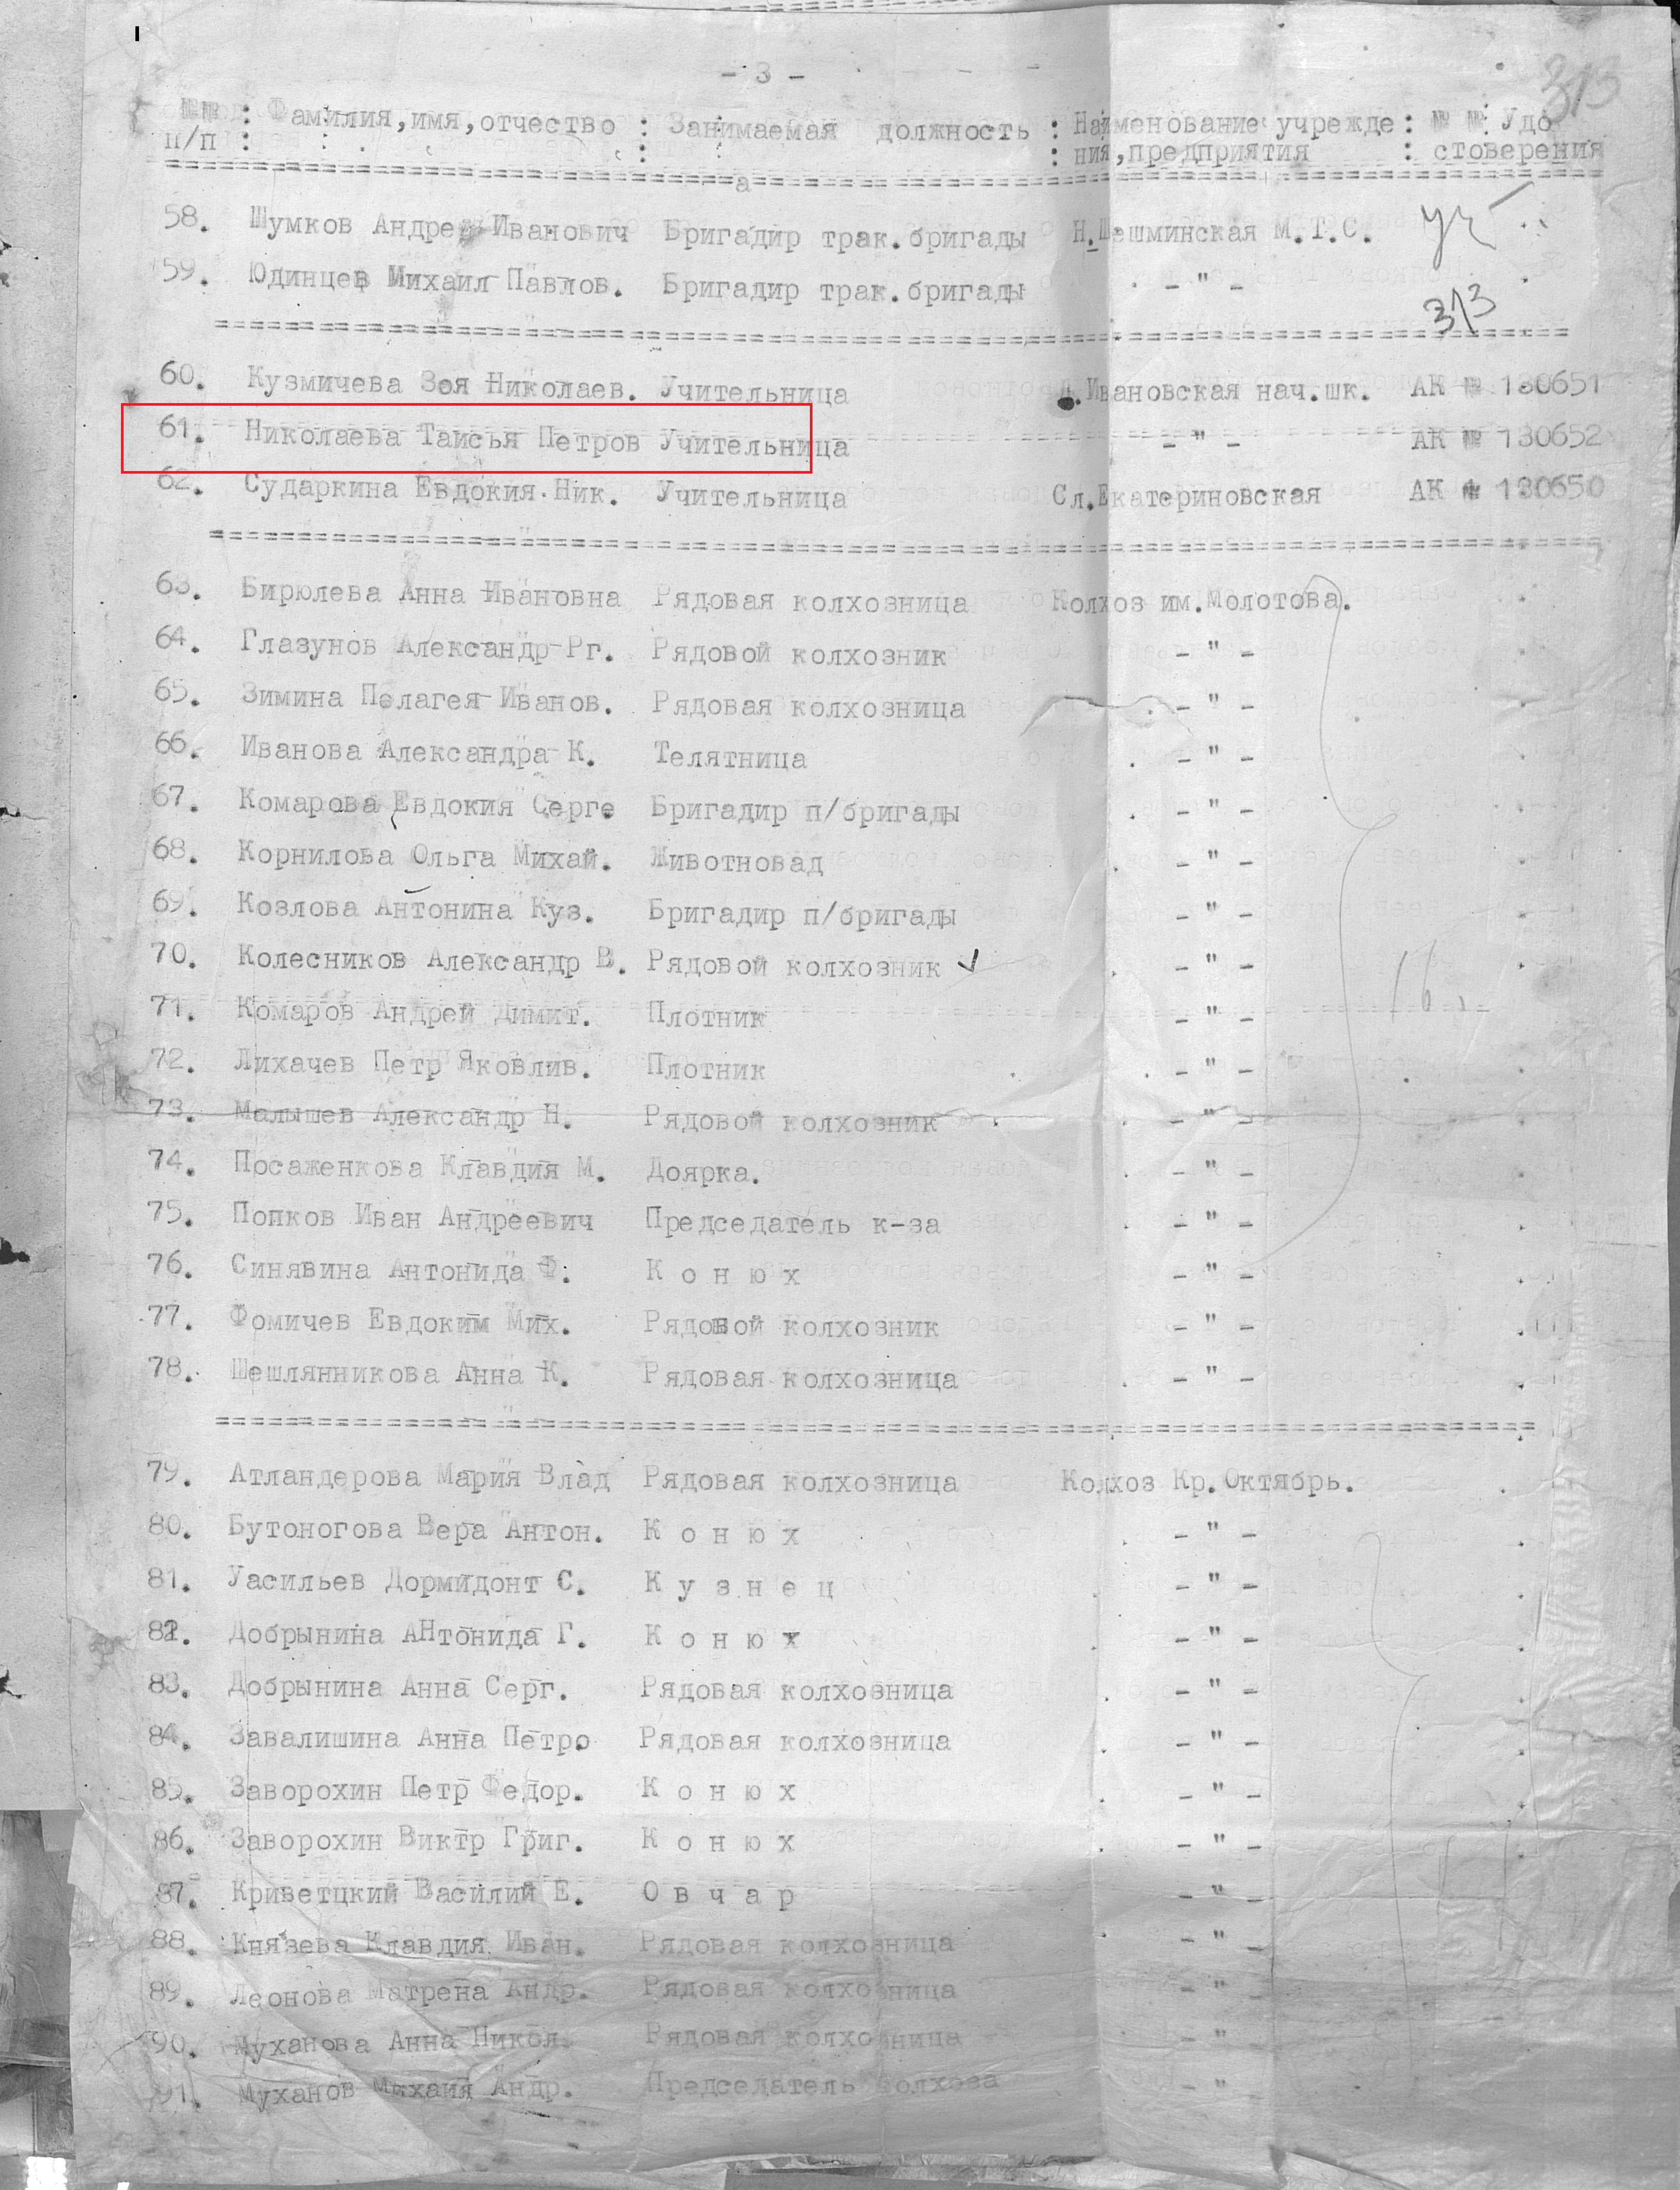 - 3 -
313
№№ : Фамилия,имя,отчество : Занимаемая должность : Наименование учрежде : № № Удо
п/п : : : ния,предприятия : стоверения
58. Шумков Андрей Иванович Бригадир трак.бригады Н.Шешминская М.Т.С.
59. Юдинцев Михаил Павлов. Бригадир трак.бригады - " -
313
60. Кузмичева Зоя Николаев. Учительница .Ивановская нач.шк. АК № 130651
61. Николаева Таисья Петров Учительница - " - АК № 130652
62. Сударкина Евдокия Ник. Учительница Сл.Екатериновская АК № 130650
63. Бирюлева Анна Ивановна Рядовая колхозница Колхоз им.Молотова.
64. Глазунов Александр Рг. Рядовой колхозник - " -
65. Зимина Пелагея Иванов. Рядовая колхозница - " -
66. Иванова Александра К. Телятница - " -
67. Комарова Евдокия Серге Бригадир п/бригады - " -
68. Корнилова Ольга Михай. Животновад - " -
69. Козлова Антонина Куз. Бригадир п/бригады - " -
70. Колесников Александр В. Рядовой колхозник - " -
71. Комаров Андрей Димит. Плотник - " -
72. Лихачев Петр Яковлив. Плотник - " -
73. Малышев Александр Н. Рядовой колхозник - " -
74. Посаженкова Клавдия М. Доярка. - " -
75. Попков Иван Андреевич Председатель к-за - " -
76. Синявина Антонида Ф. К о н ю х - " -
77. Фомичев Евдоким Мих. Рядовой колхозник - " -
78. Шешлянникова Анна К. Рядовая колхозница - " -
79. Атландерова Мария Влад Рядовая колхозница Колхоз Кр.Октябрь.
80. Бутоногова Вера Антон. К о н ю х - " -
81. Уасильев Дормидонт С. К у з н е ц - " -
82. Добрынина АНтонида Г. К о н ю х - " -
83. Добрынина Анна Серг. Рядовая колхозница - " -
84. Завалишина Анна Петро Рядовая колхозница - " -
85. Заворохин Петр Федор. К о н ю х - " -
86. Заворохин Виктр Григ. К о н ю х - " -
87. Криветцкий Василий Е. О в ч а р - " -
88. Князева Клавдия Иван. Рядовая колхозница - " -
89. Леонова Матрена Андр. Рядовая колхозница - " -
90. Муханова Анна Никол. Рядовая колхозница - " -
91. Муханов Михаил Андр. Председатель колхоза - " -